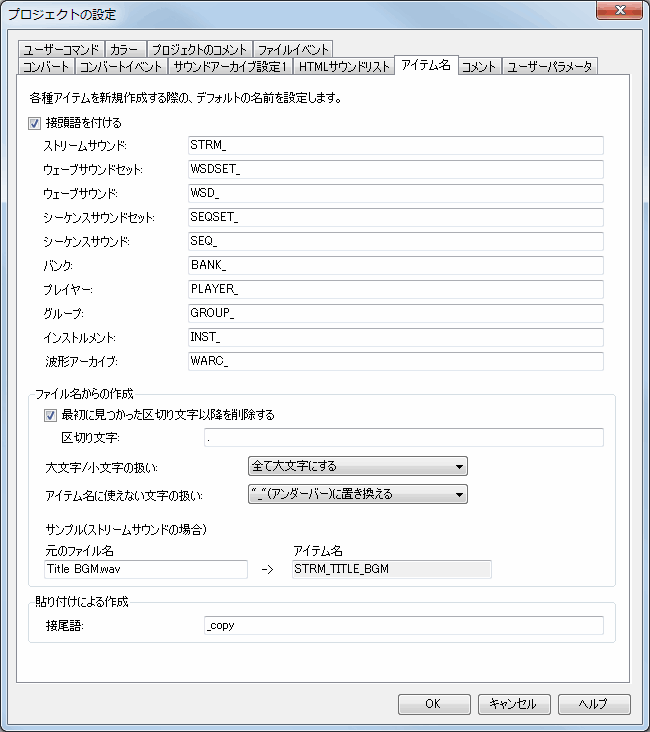 プロジェクトの設定
ユーザーコマンド カラー プロジェクトのコメント ファイルイベント
コンバート コンバートイベント サウンドアーカイブ設定1 HTMLサウンドリスト アイテム名 コメント ユーザーパラメータ
各種アイテムを新規作成する際の、デフォルトの名前を設定します。
接頭語を付ける
ストリームサウンド: STRM_
ウェーブサウンドセット: WSDSET_
ウェーブサウンド: WSD_
シーケンスサウンドセット: SEQSET_
シーケンスサウンド: SEQ_
バンク: BANK_
プレイヤー: PLAYER_
グループ: GROUP_
インストルメント: INST_
波形アーカイブ: WARC_
ファイル名からの作成
最初に見つかった区切り文字以降を削除する
区切り文字: .
大文字/小文字の扱い: 全て大文字にする
アイテム名に使えない文字の扱い: "_"(アンダーバー)に置き換える
サンプル(ストリームサウンドの場合)
元のファイル名 アイテム名
Title BGM.wav -> STRM_TITLE_BGM
貼り付けによる作成
接尾語: _copy
OK キャンセル ヘルプ